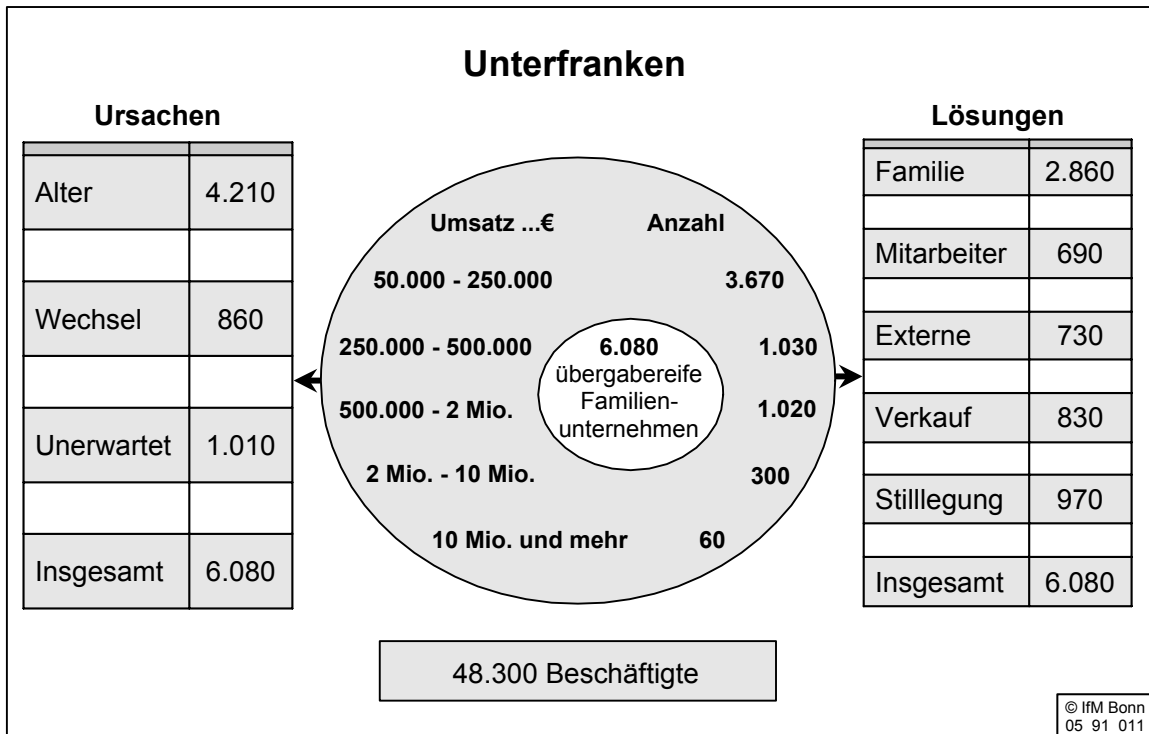 Unterfranken
Ursachen
Alter 4.210
Wechsel 860
Unerwartet 1.010
Insgesamt 6.080
Umsatz ...€ Anzahl
50.000 - 250.000 3.670
250.000 - 500.000 1.030
500.000 - 2 Mio. 1.020
2 Mio. - 10 Mio. 300
10 Mio. und mehr 60
6.080
übergabereife
Familien-
unternehmen
Lösungen
Familie 2.860
Mitarbeiter 690
Externe 730
Verkauf 830
Stilllegung 970
Insgesamt 6.080
48.300 Beschäftigte
© IfM Bonn
05 91 011